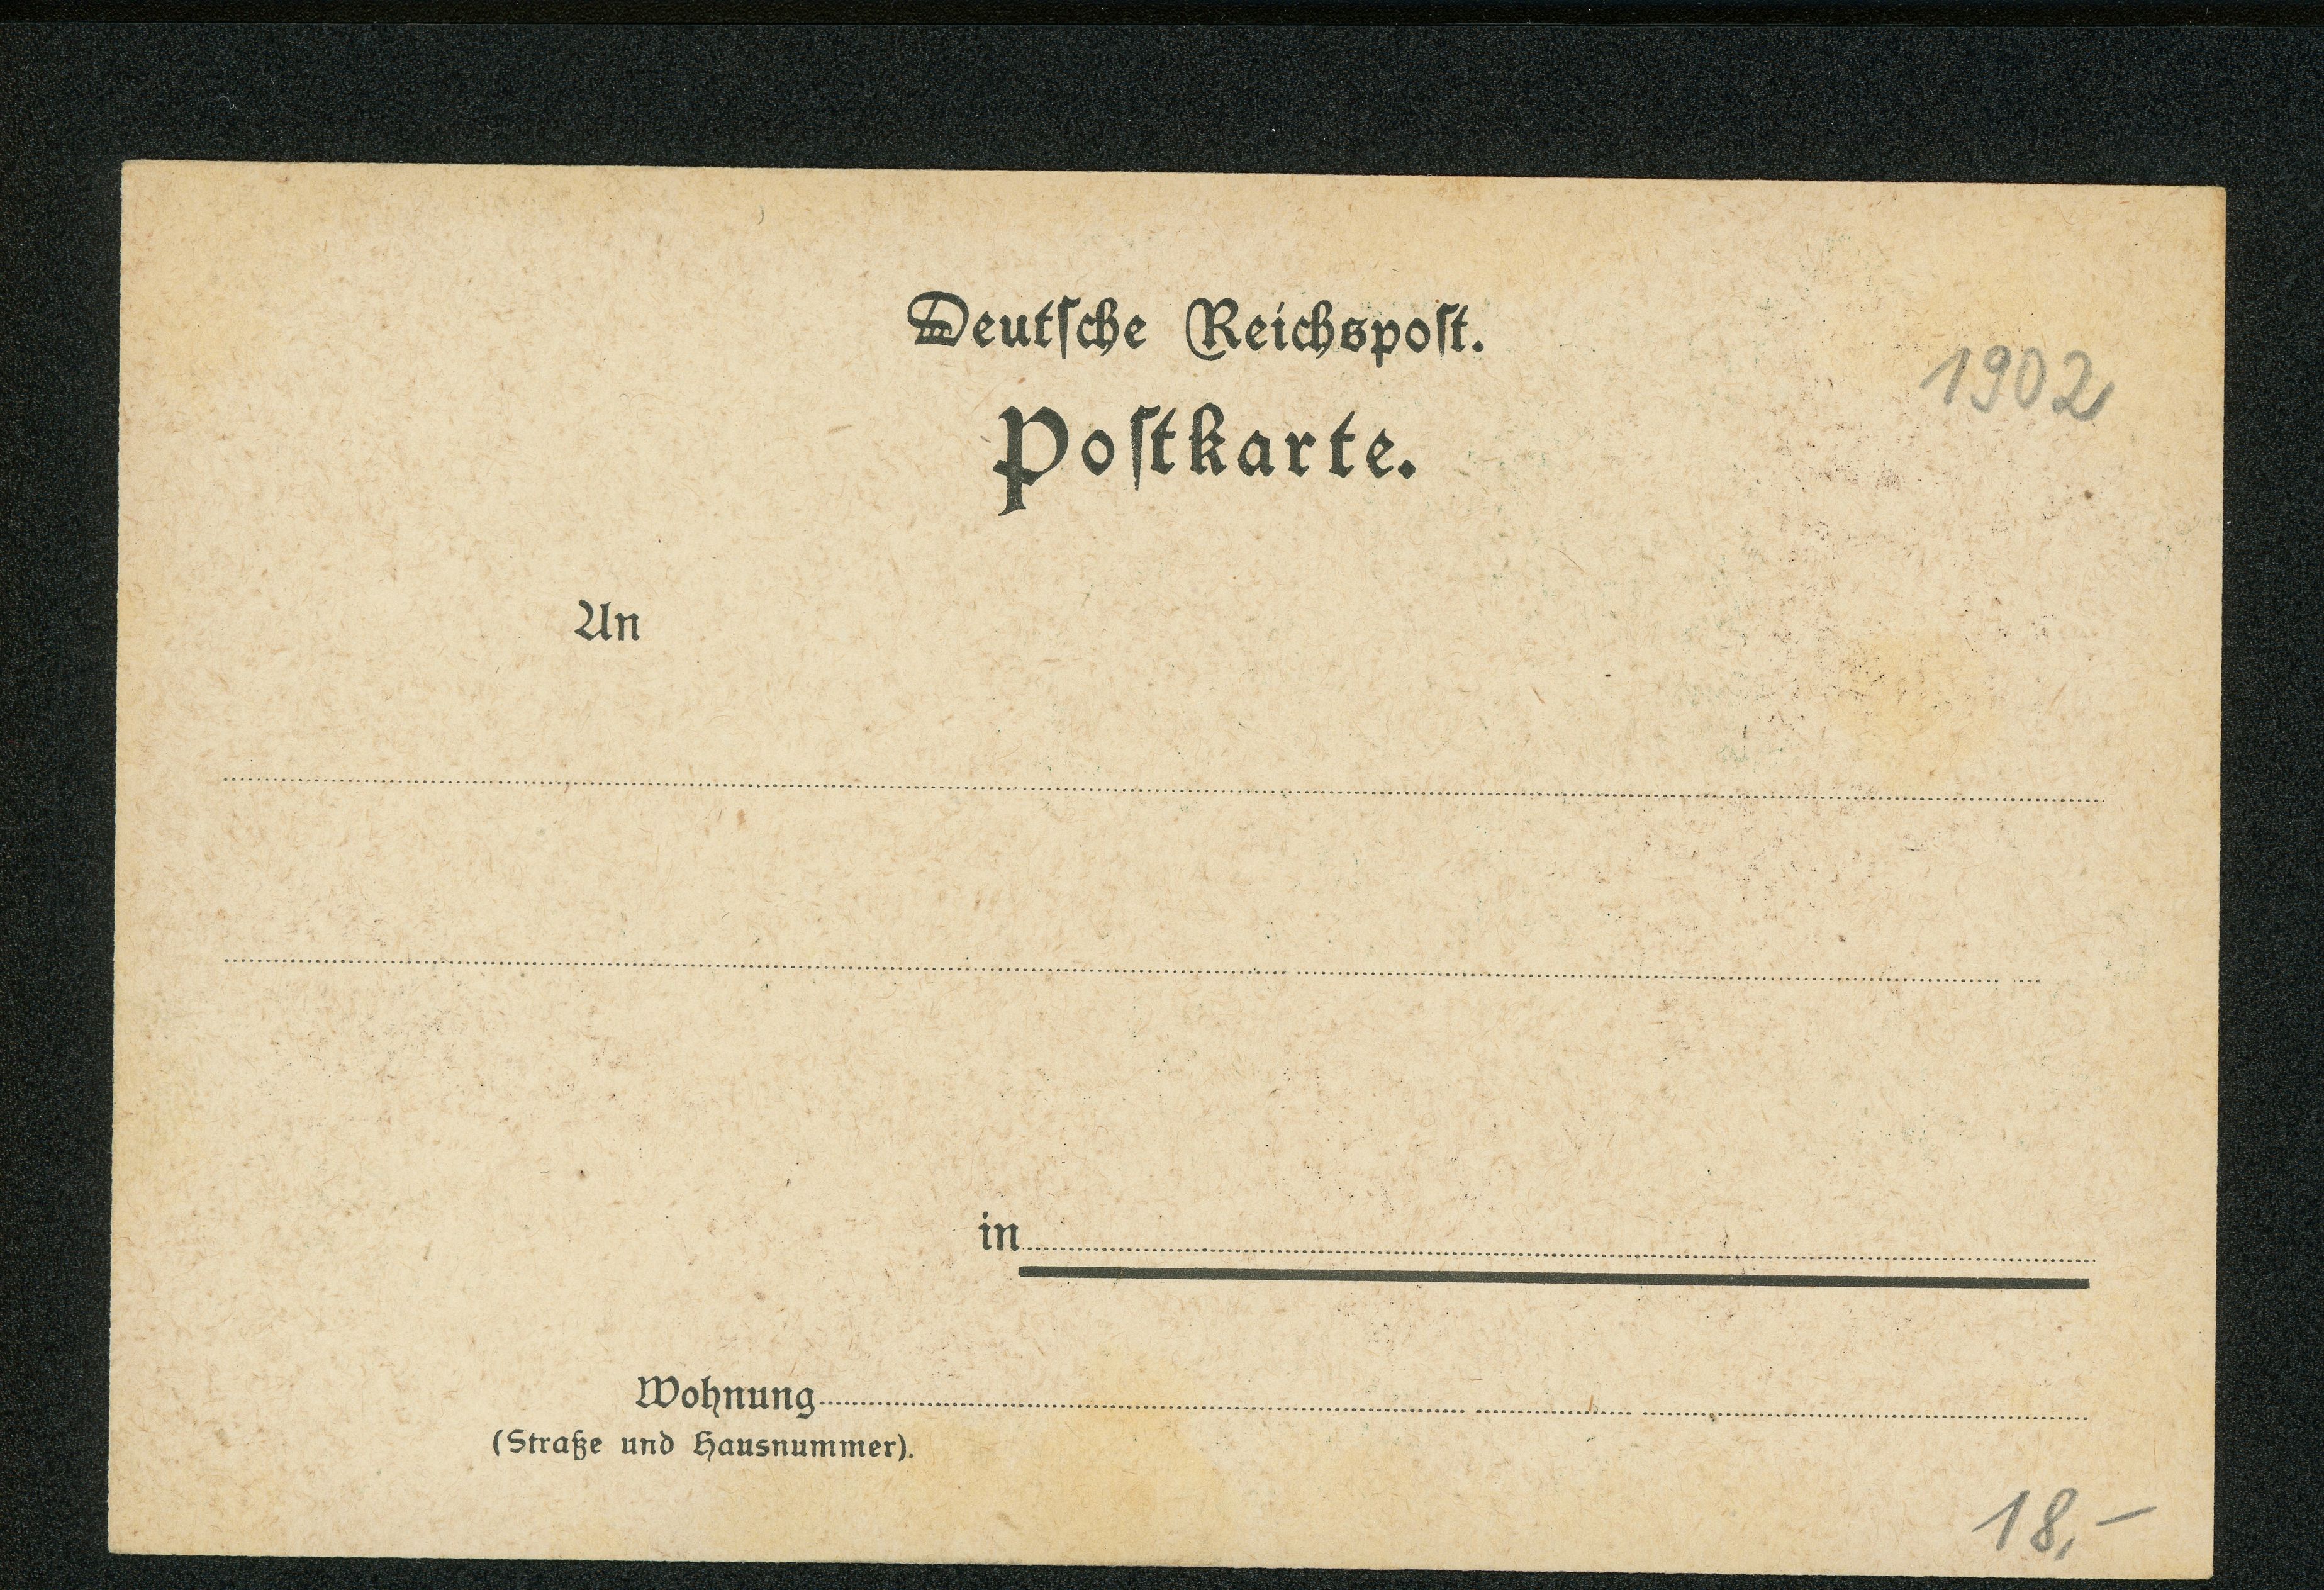 Deutsche Reichspost.
1902
Postkarte.
An
in
Wohnung
(Straße und Hausnummer).
18,-